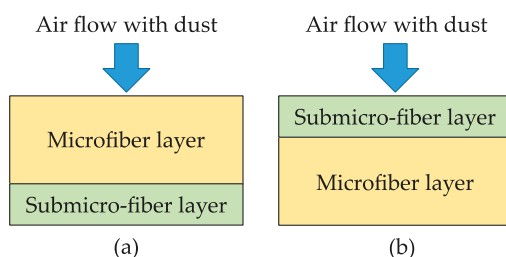 Air flow with dust
Microfiber layer
Submicro-fiber layer
(a)
Air flow with dust
Submicro-fiber layer
Microfiber layer
(b)